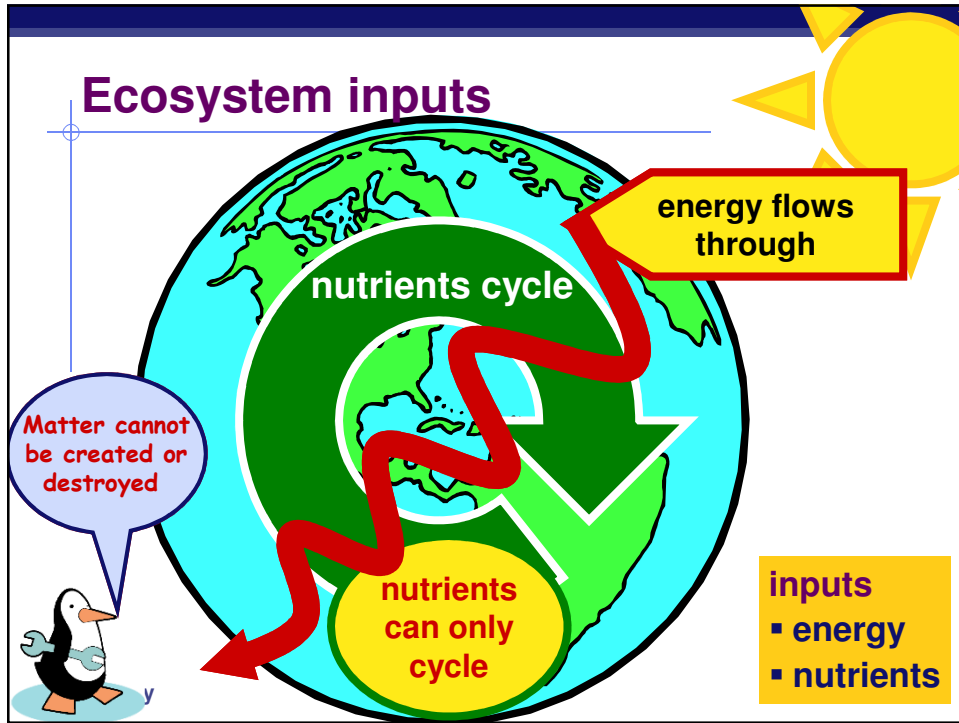 Ecosystem inputs
energy flows
through
nutrients cycle
Matter cannot
be created or
destroyed
nutrients
can only
cycle
inputs
▪ energy
▪ nutrients